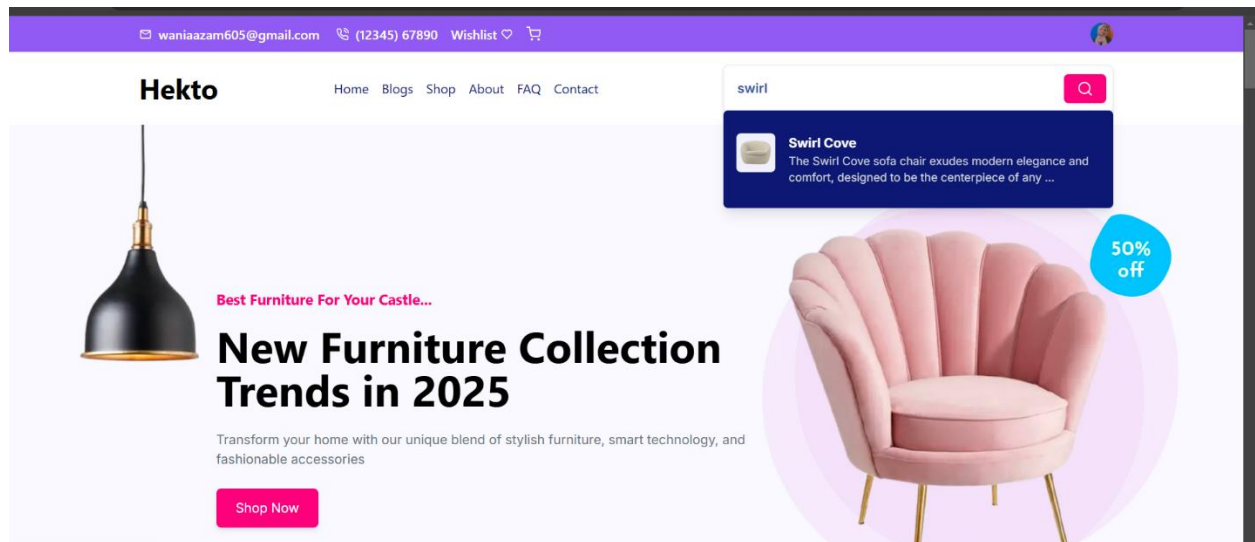 waniaazam605@gmail.com (12345) 67890 Wishlist
Hekto Home Blogs Shop About FAQ Contact swirl
Swirl Cove
The Swirl Cove sofa chair exudes modern elegance and
comfort, designed to be the centerpiece of any ...
50%
off
Best Furniture For Your Castle...
New Furniture Collection
Trends in 2025
Transform your home with our unique blend of stylish furniture, smart technology, and
fashionable accessories
Shop Now